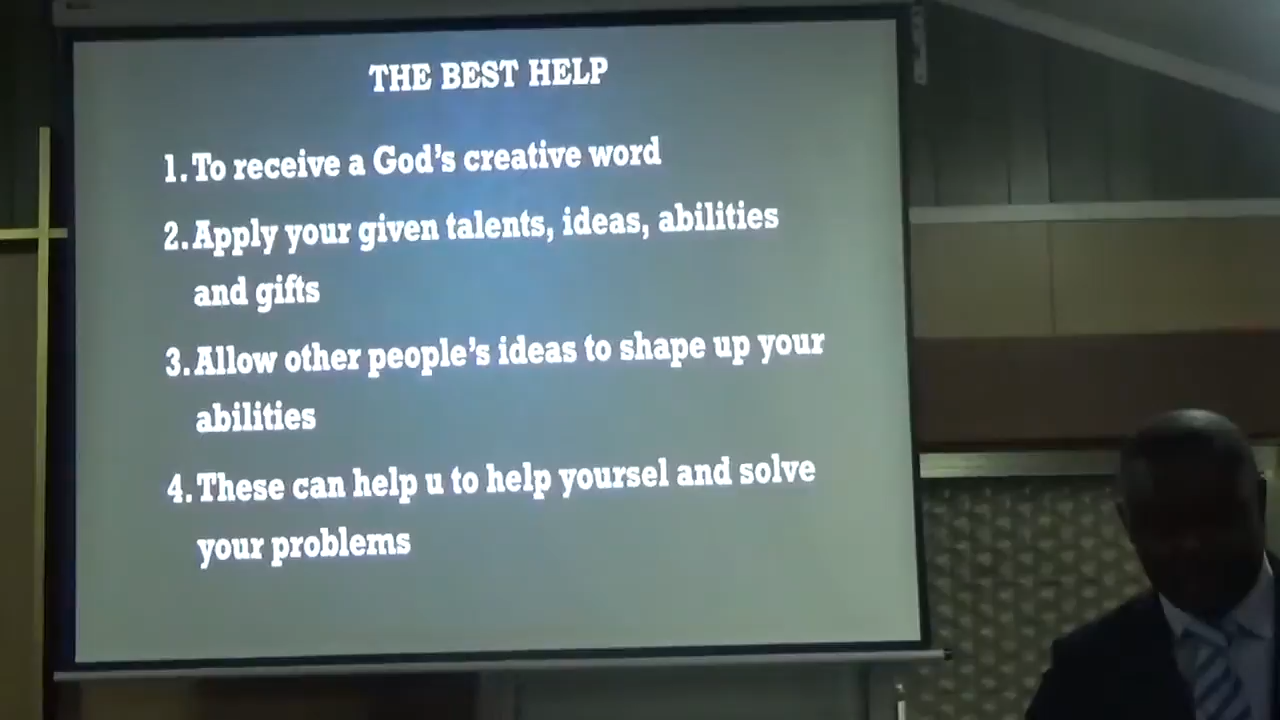 THE BEST HELP
1. To receive a God's creative word
2. Apply your given talents, ideas, abilities
and gifts
3. Allow other people's ideas to shape up your
abilities
4. These can help u to help yoursel and solve
your problems